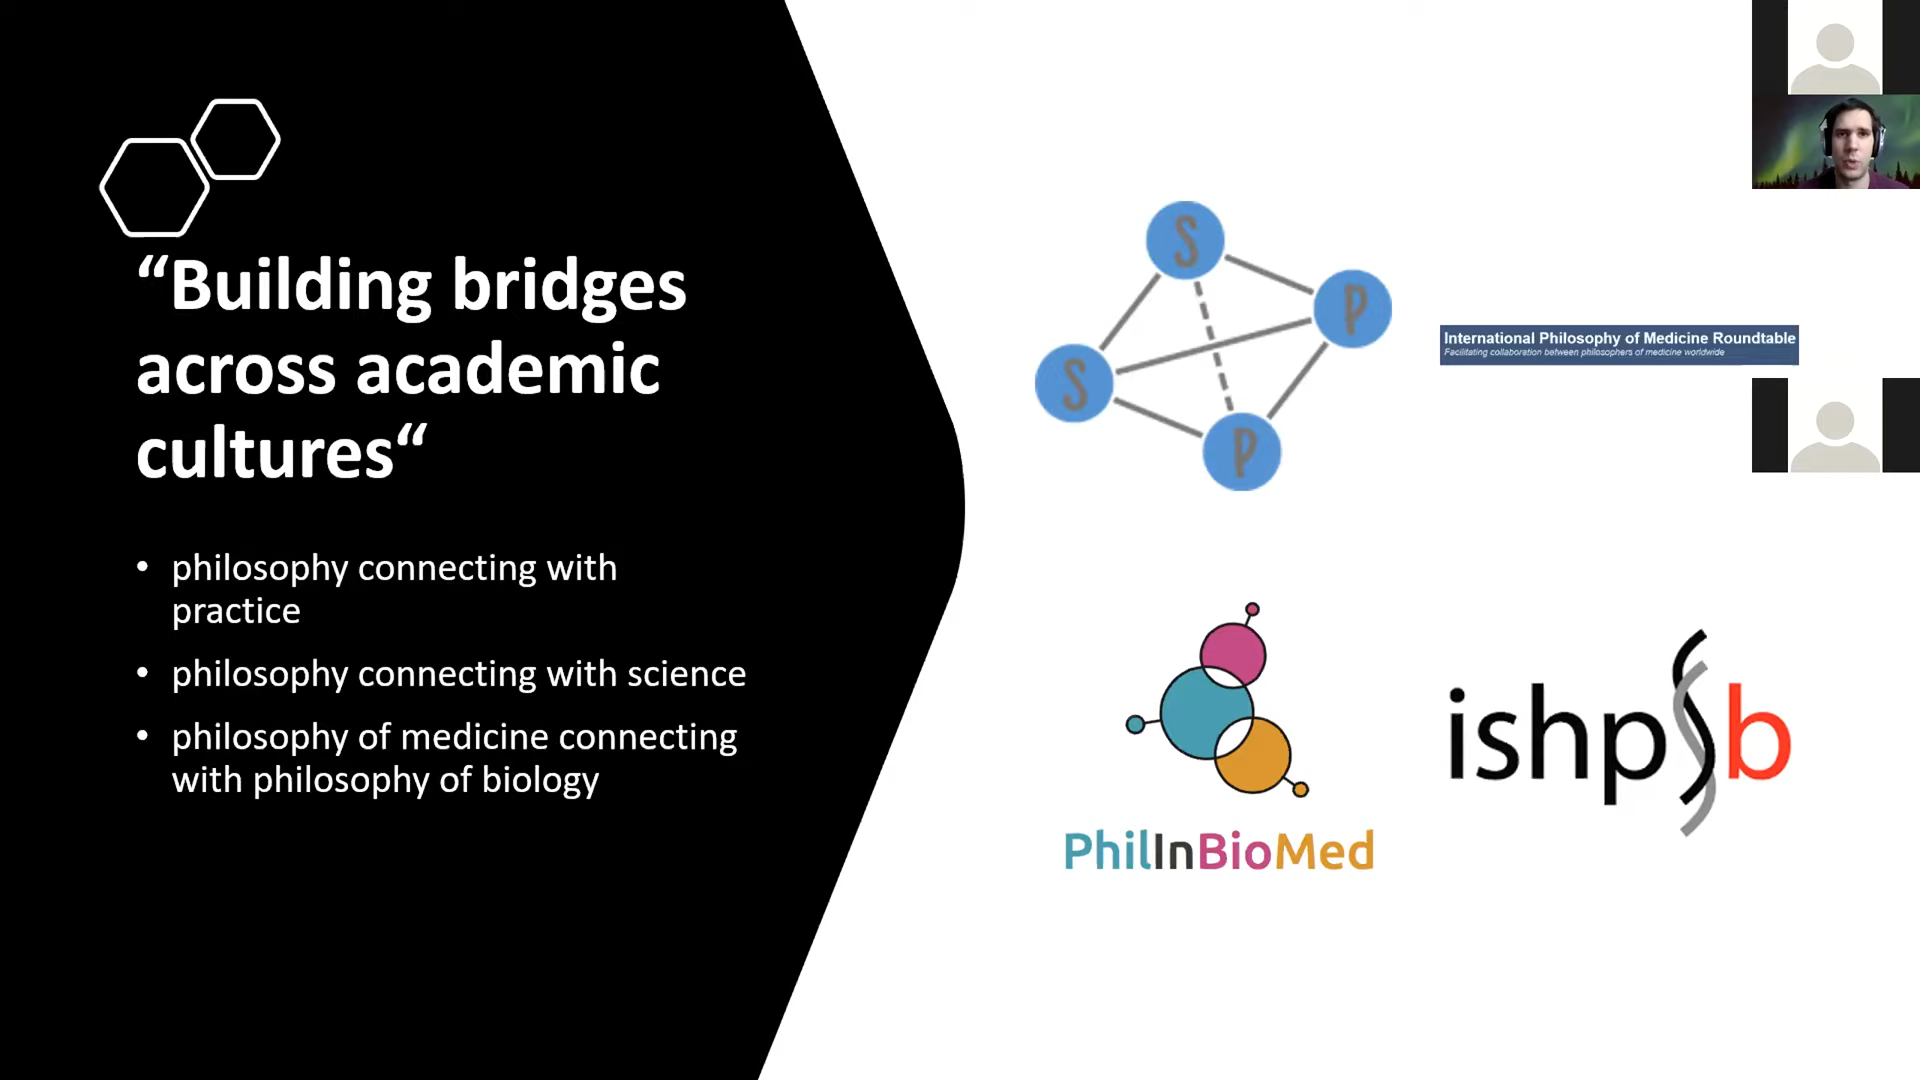 “Building bridges
across academic
cultures“
• philosophy connecting with
practice
• philosophy connecting with science
• philosophy of medicine connecting
with philosophy of biology
S
P
S
P
International Philosophy of Medicine Roundtable
Facilitating collaboration between philosophers of medicine worldwide
PhilInBioMed
ishpssb